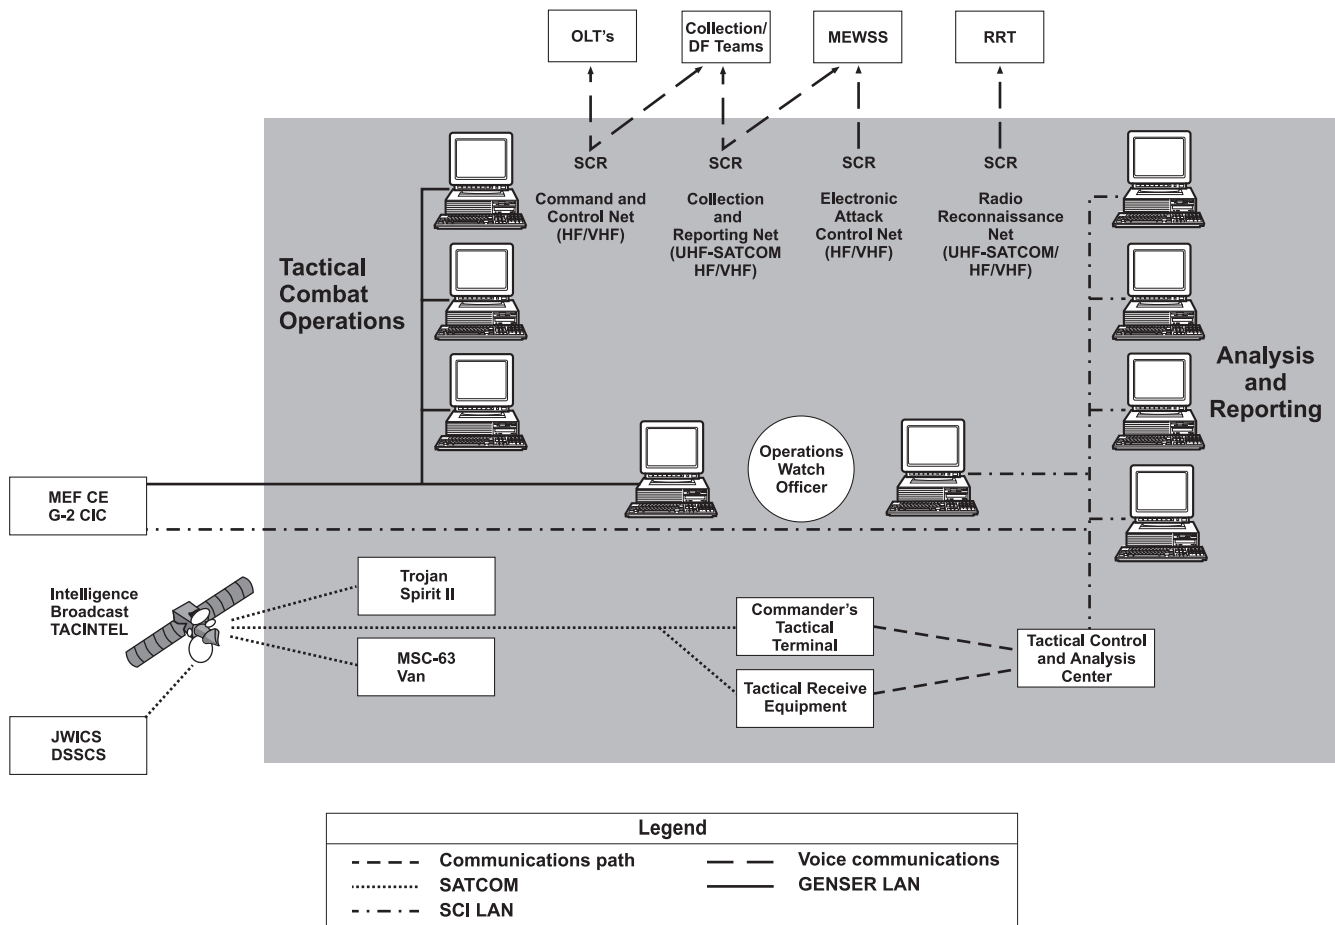 OLT's
Collection/
DF Teams
MEWSS
RRT
SCR
SCR
SCR
SCR
Command and
Control Net
(HF/VHF)
Collection
and
Reporting Net
(UHF-SATCOM
HF/VHF)
Electronic
Attack
Control Net
(HF/VHF)
Radio
Reconnaissance
Net
(UHF-SATCOM/
HF/VHF)
Tactical
Combat
Operations
Analysis
and
Reporting
Operations
Watch
Officer
MEF CE
G-2 CIC
Intelligence
Broadcast
TACINTEL
Trojan
Spirit II
MSC-63
Van
Commander's
Tactical
Terminal
Tactical Receive
Equipment
Tactical Control
and Analysis
Center
JWICS
DSSCS
Legend
Communications path
Voice communications
SATCOM
GENSER LAN
SCI LAN